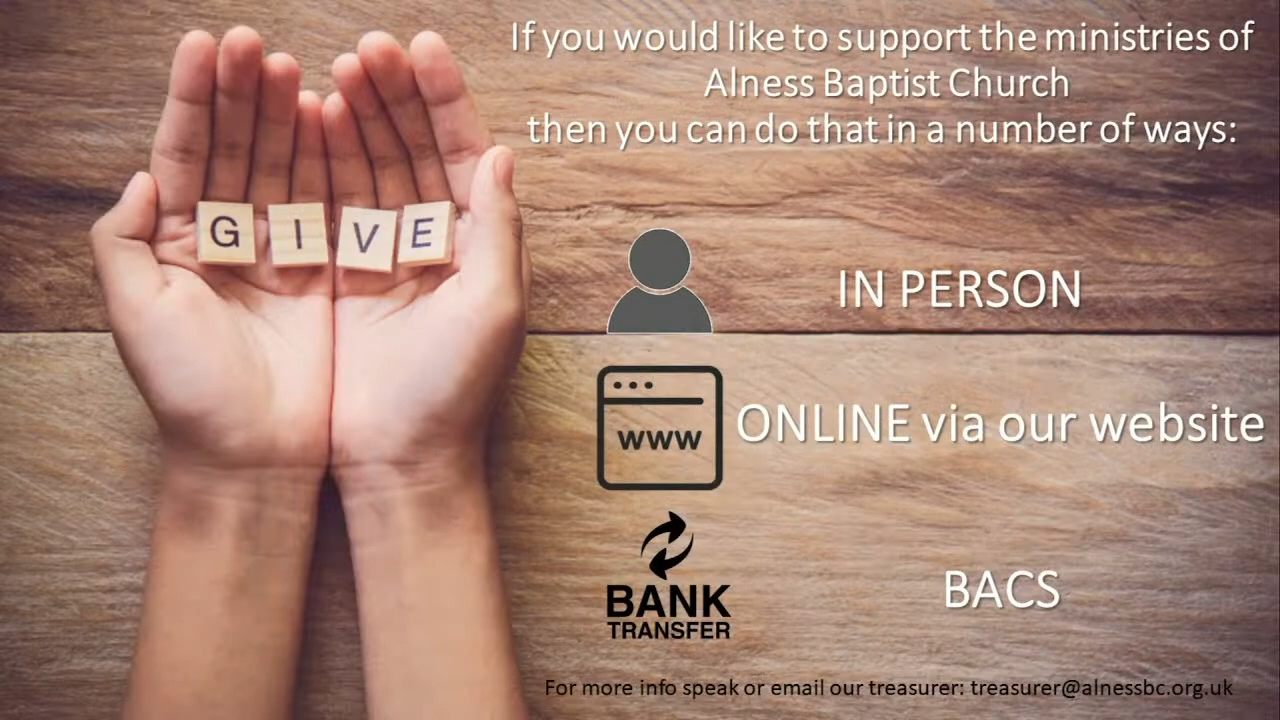 If you would like to support the ministries of
Alness Baptist Church
then you can do that in a number of ways:
G I V E
IN PERSON
www
ONLINE via our website
BANK
TRANSFER
BACS
For more info speak or email our treasurer: treasurer@alnessbc.org.uk